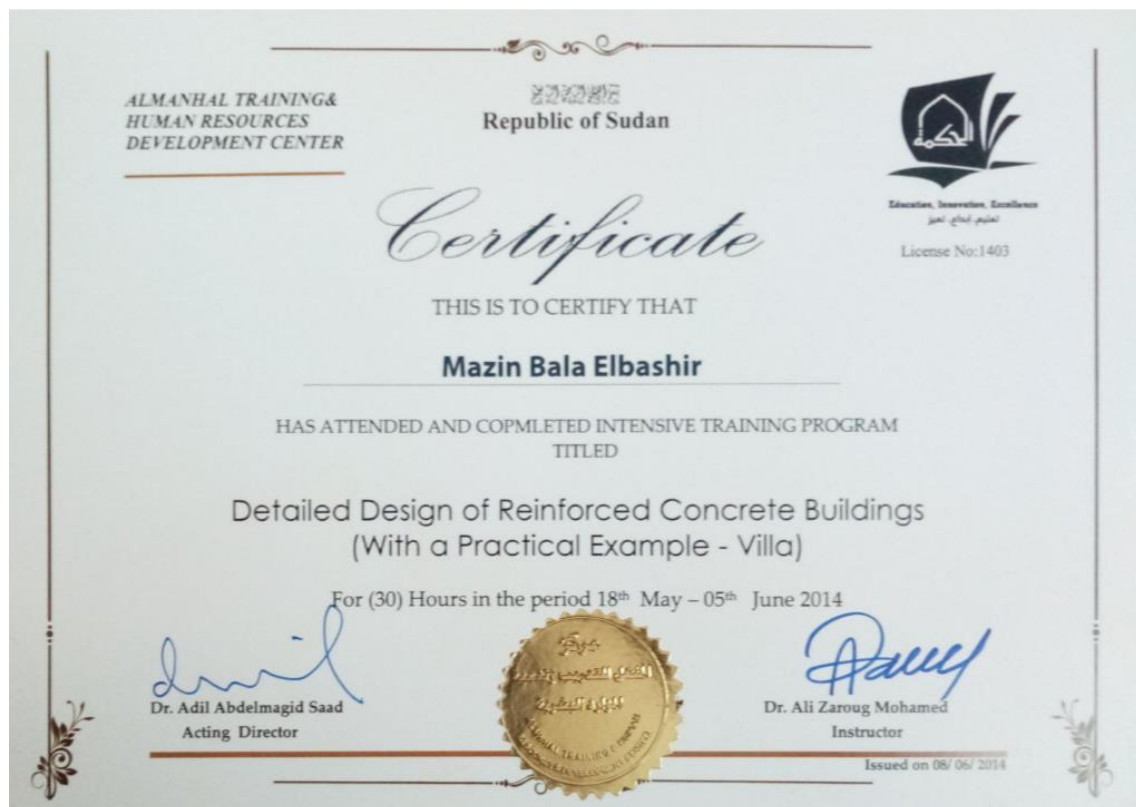 ALMANHAL TRAINING&
HUMAN RESOURCES
DEVELOPMENT CENTER
Republic of Sudan
الحكمة
Education, Innovation, Excellence
تعليم, إبداع, تميز
License No:1403
Certificate
THIS IS TO CERTIFY THAT
Mazin Bala Elbashir
HAS ATTENDED AND COPMLETED INTENSIVE TRAINING PROGRAM
TITLED
Detailed Design of Reinforced Concrete Buildings
(With a Practical Example - Villa)
For (30) Hours in the period 18th May – 05th June 2014
Dr. Adil Abdelmagid Saad
Acting Director
مركز
Dr. Ali Zaroug Mohamed
Instructor
Issued on 08/ 06/ 2014